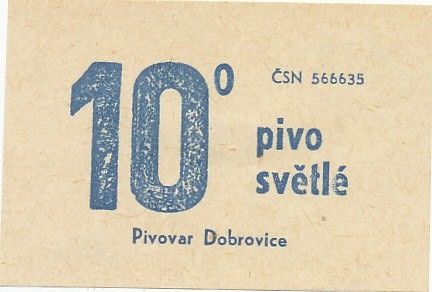 10°
ČSN 566635
pivo
světlé
Pivovar Dobrovice